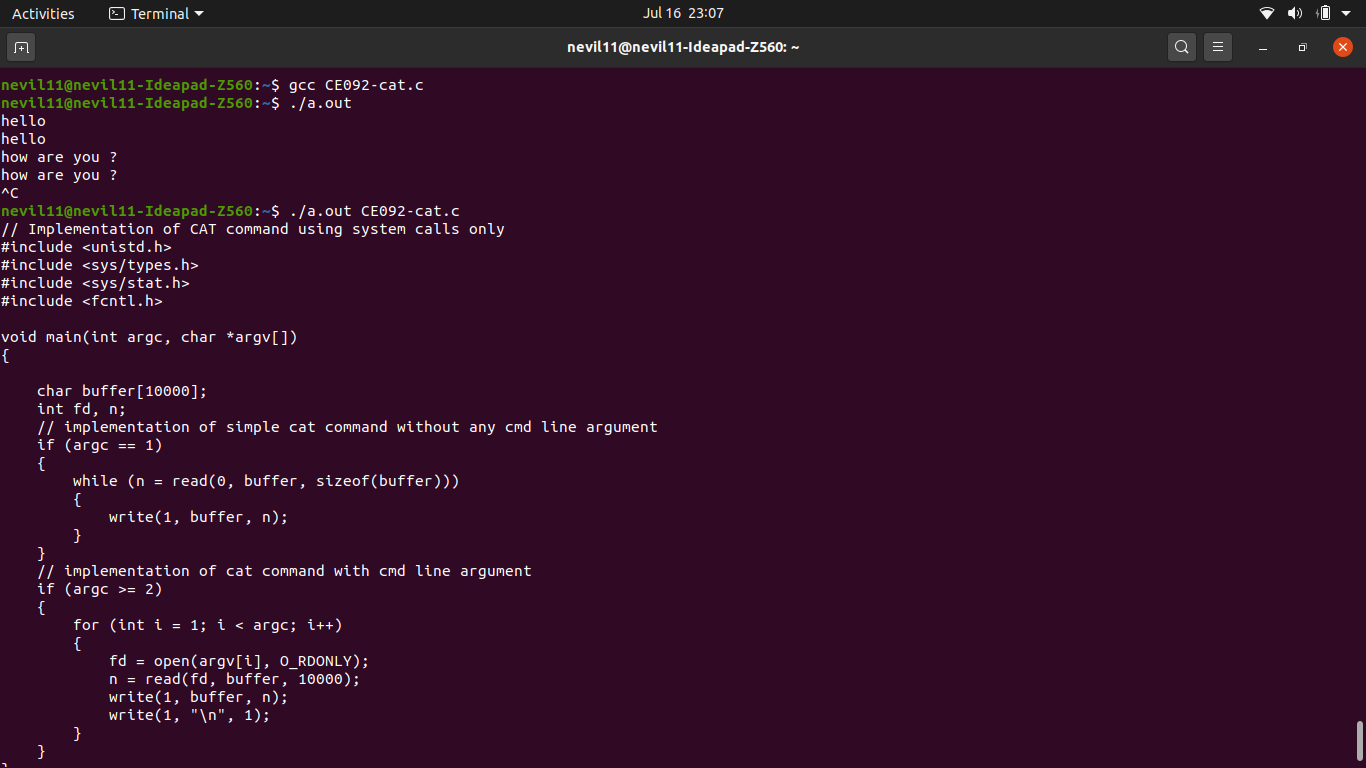 Activities Terminal Jul 16 23:07
nevil11@nevil11-Ideapad-Z560: ~
nevil11@nevil11-Ideapad-Z560:~$ gcc CE092-cat.c
nevil11@nevil11-Ideapad-Z560:~$ ./a.out
hello
hello
how are you ?
how are you ?
^C
nevil11@nevil11-Ideapad-Z560:~$ ./a.out CE092-cat.c
// Implementation of CAT command using system calls only
#include <unistd.h>
#include <sys/types.h>
#include <sys/stat.h>
#include <fcntl.h>

void main(int argc, char *argv[])
{

    char buffer[10000];
    int fd, n;
    // implementation of simple cat command without any cmd line argument
    if (argc == 1)
    {
        while (n = read(0, buffer, sizeof(buffer)))
        {
            write(1, buffer, n);
        }
    }
    // implementation of cat command with cmd line argument
    if (argc >= 2)
    {
        for (int i = 1; i < argc; i++)
        {
            fd = open(argv[i], O_RDONLY);
            n = read(fd, buffer, 10000);
            write(1, buffer, n);
            write(1, "\n", 1);
        }
    }